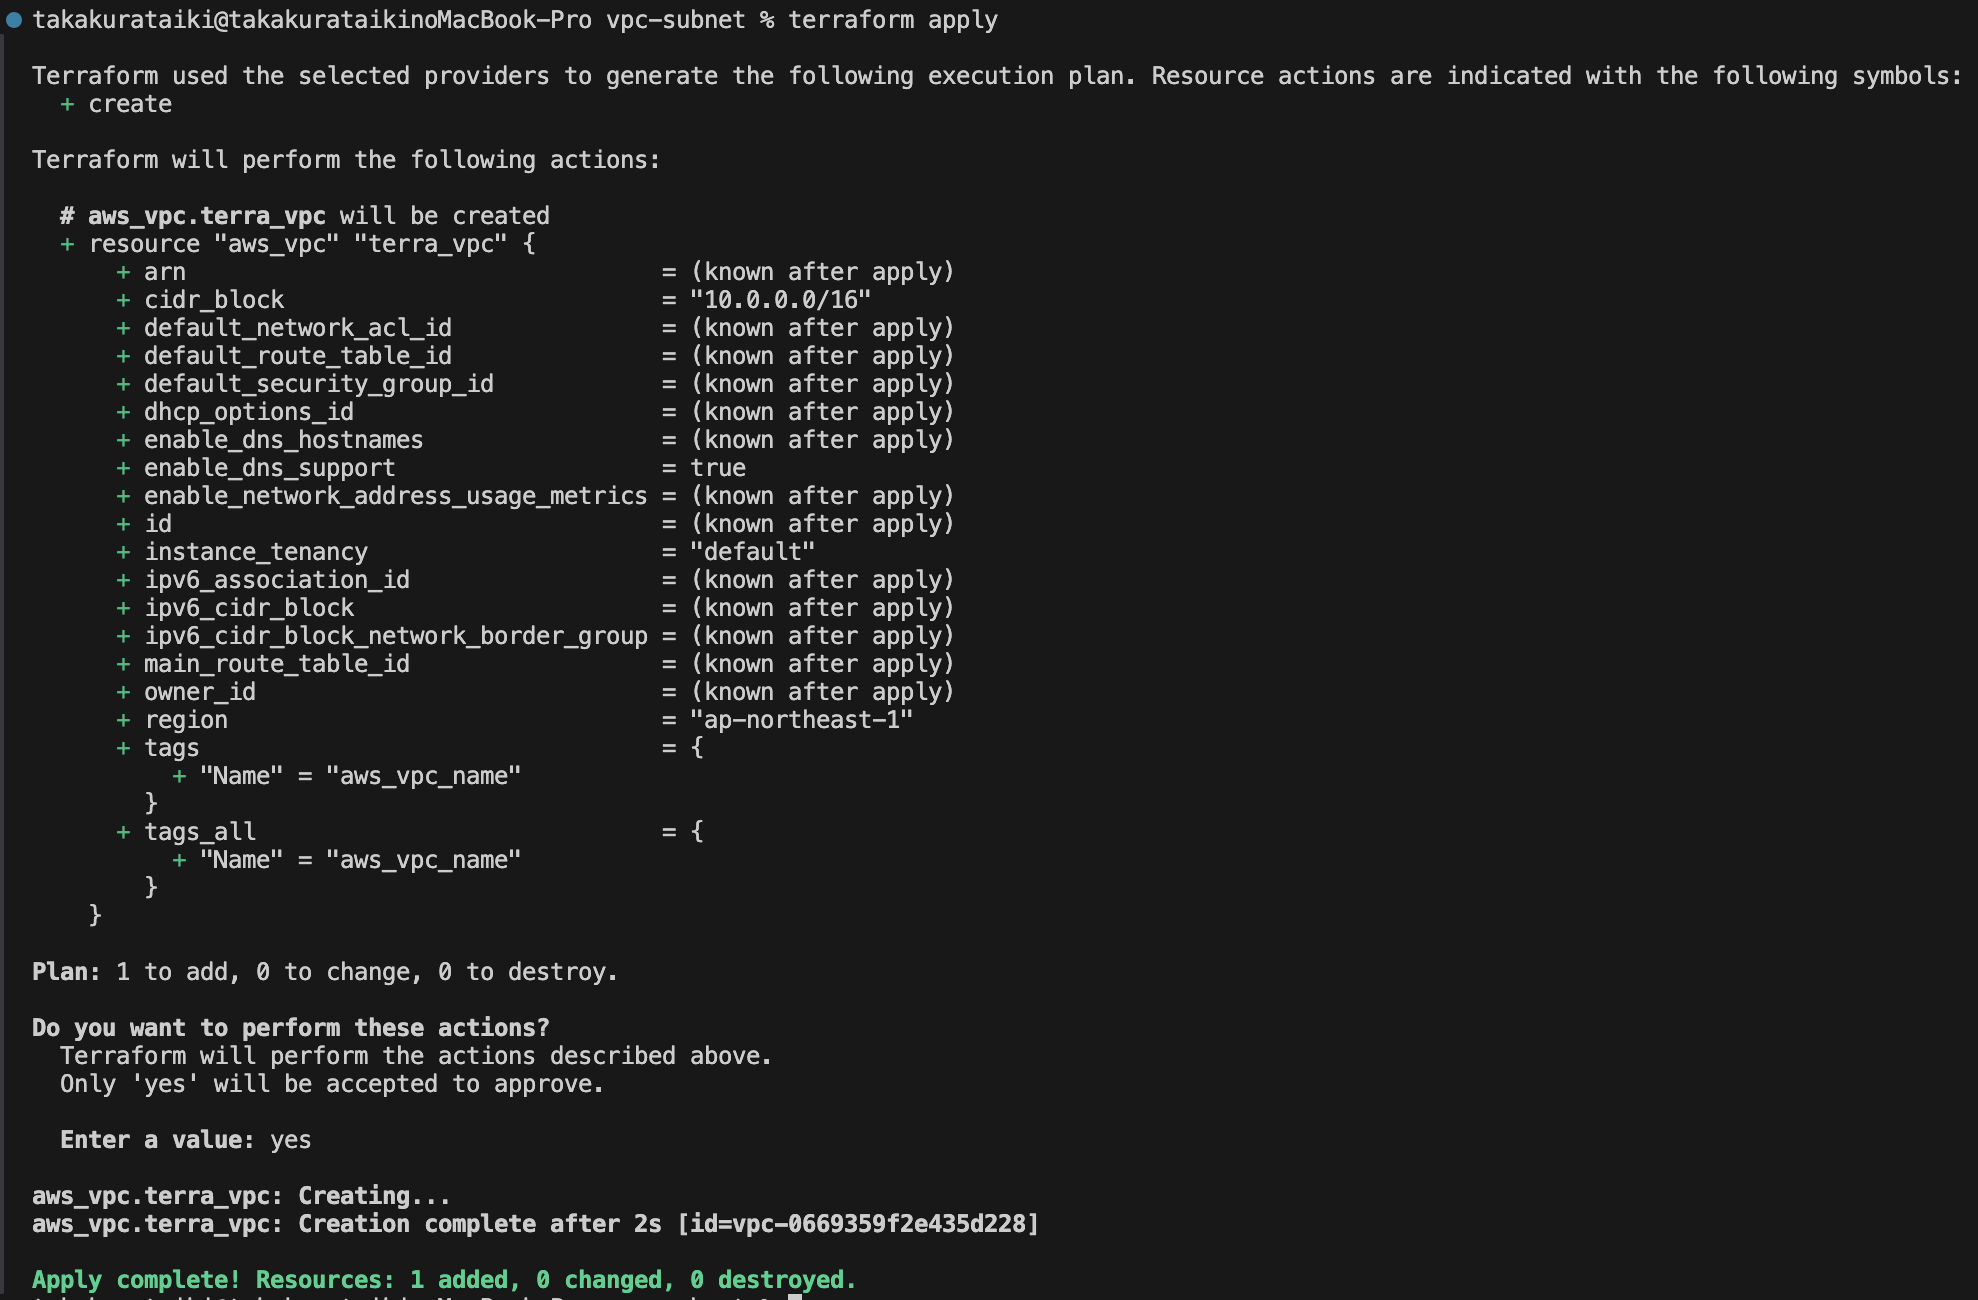 takakurataiki@takakurataikinoMacBook-Pro vpc-subnet % terraform apply
Terraform used the selected providers to generate the following execution plan. Resource actions are indicated with the following symbols:
+ create
Terraform will perform the following actions:
# aws_vpc.terra_vpc will be created
+ resource "aws_vpc" "terra_vpc" {
+ arn = (known after apply)
+ cidr_block = "10.0.0.0/16"
+ default_network_acl_id = (known after apply)
+ default_route_table_id = (known after apply)
+ default_security_group_id = (known after apply)
+ dhcp_options_id = (known after apply)
+ enable_dns_hostnames = (known after apply)
+ enable_dns_support = true
+ enable_network_address_usage_metrics = (known after apply)
+ id = (known after apply)
+ instance_tenancy = "default"
+ ipv6_association_id = (known after apply)
+ ipv6_cidr_block = (known after apply)
+ ipv6_cidr_block_network_border_group = (known after apply)
+ main_route_table_id = (known after apply)
+ owner_id = (known after apply)
+ region = "ap-northeast-1"
+ tags = {
+ "Name" = "aws_vpc_name"
}
+ tags_all = {
+ "Name" = "aws_vpc_name"
}
}
Plan: 1 to add, 0 to change, 0 to destroy.
Do you want to perform these actions?
Terraform will perform the actions described above.
Only 'yes' will be accepted to approve.
Enter a value: yes
aws_vpc.terra_vpc: Creating...
aws_vpc.terra_vpc: Creation complete after 2s [id=vpc-0669359f2e435d228]
Apply complete! Resources: 1 added, 0 changed, 0 destroyed.